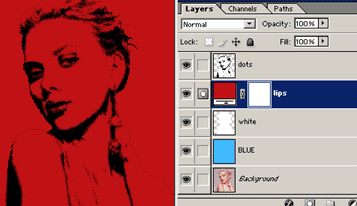 Layers Channels Paths
Normal Opacity: 100%
Lock: Fill: 100%
dots
lips
white
BLUE
Background